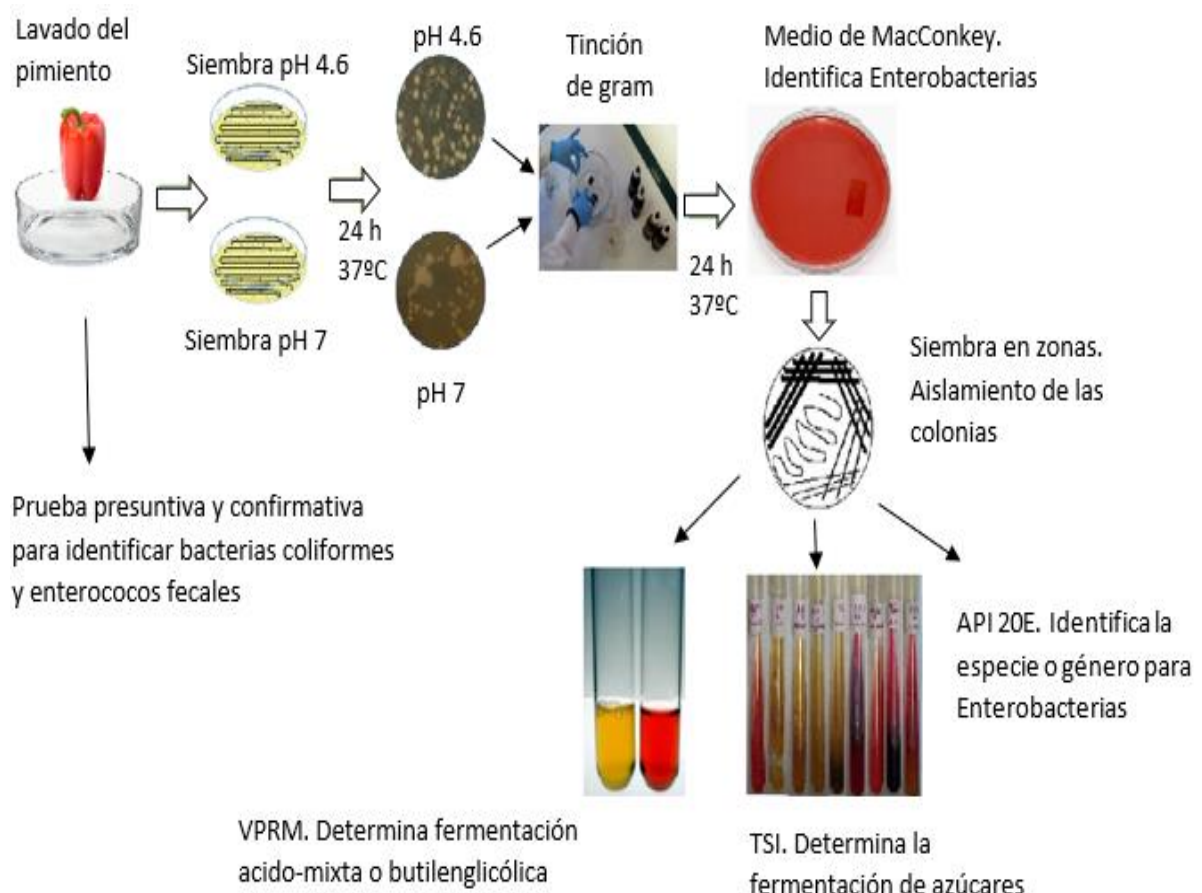 Lavado del
pimiento
Siembra pH 4.6
Siembra pH 7
24 h
37ºC
pH 4.6
pH 7
Tinción
de gram
24 h
37ºC
Medio de MacConkey.
Identifica Enterobacterias
Siembra en zonas.
Aislamiento de las
colonias
Prueba presuntiva y confirmativa
para identificar bacterias coliformes
y enterococos fecales
API 20E. Identifica la
especie o género para
Enterobacterias
VPRM. Determina fermentación
acido-mixta o butilenglicólica
TSI. Determina la
fermentación de azúcares